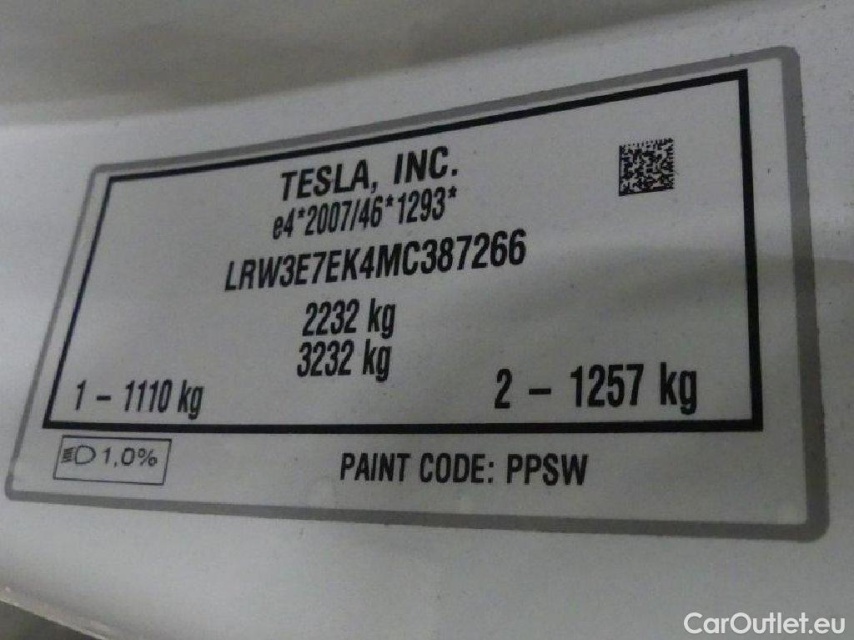 TESLA, INC.
e4*2007/46*1293*
LRW3E7EK4MC387266
2232 kg
3232 kg
1 - 1110 kg
2 - 1257 kg
1,0%
PAINT CODE: PPSW
CarOutlet.eu